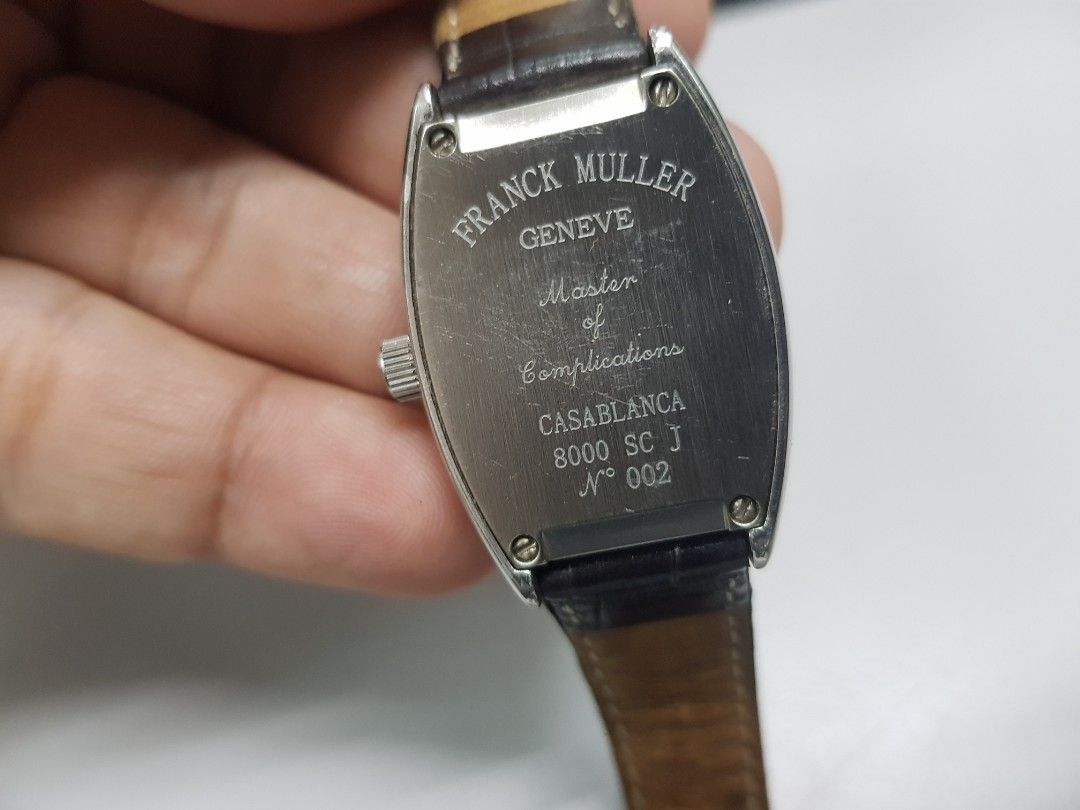 FRANCK MULLER
GENEVE
Master
of
Complications
CASABLANCA
8000 SC J
N° 002